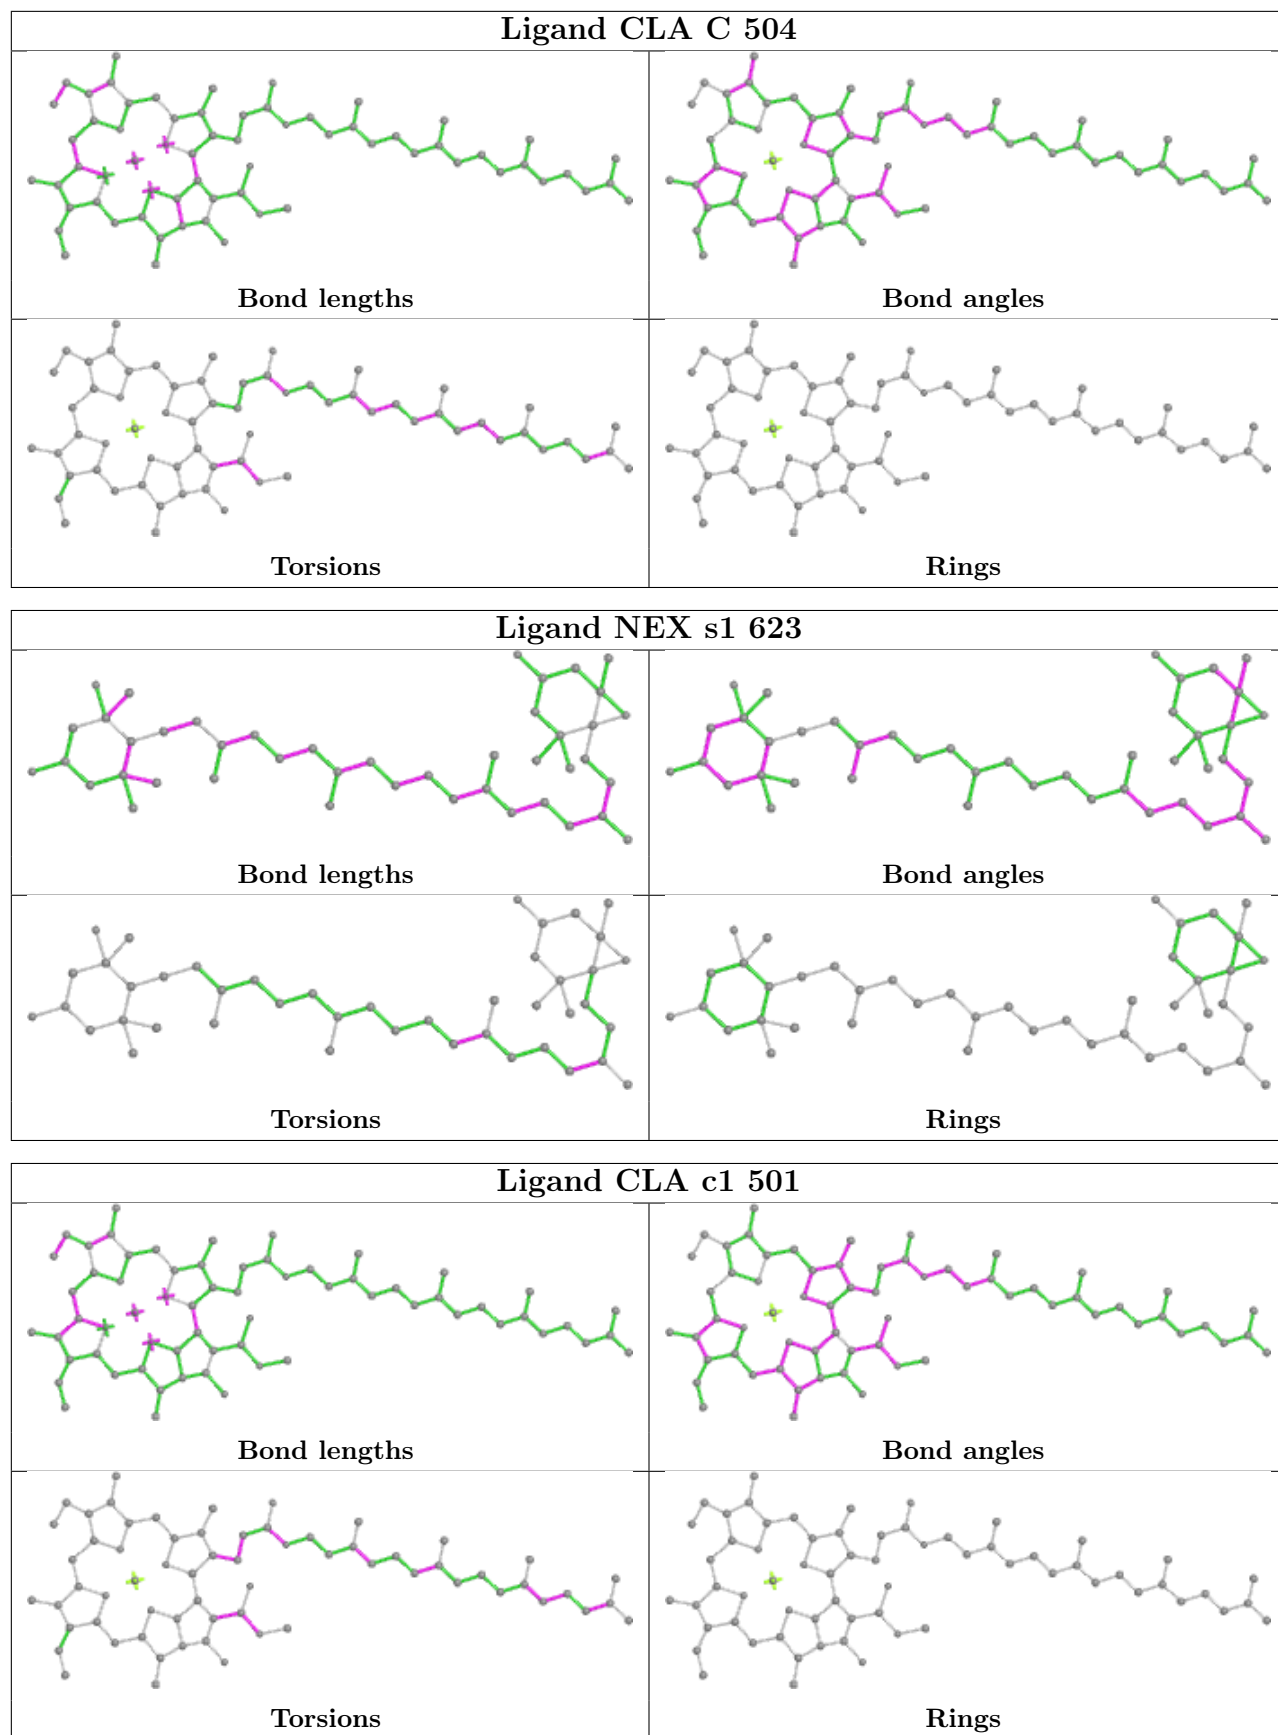 Ligand CLA C 504
Bond lengths
Bond angles
Torsions
Rings
Ligand NEX s1 623
Bond lengths
Bond angles
Torsions
Rings
Ligand CLA c1 501
Bond lengths
Bond angles
Torsions
Rings